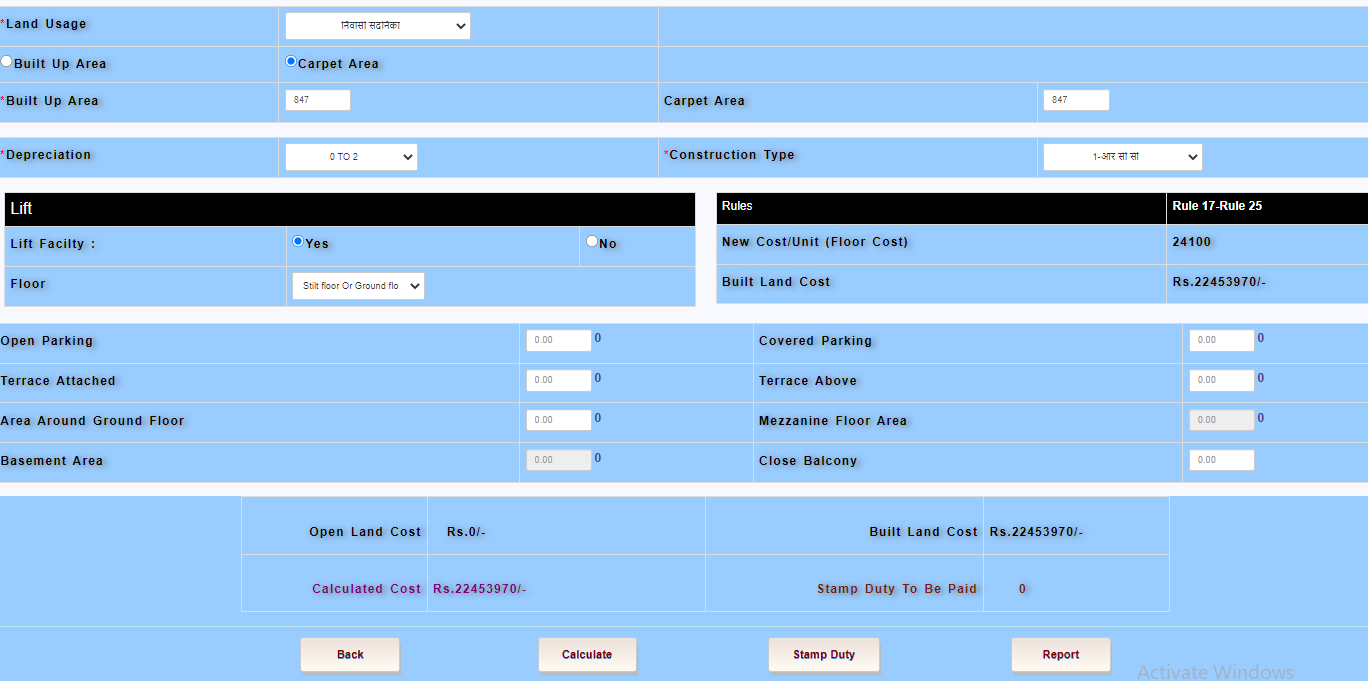 *Land Usage निवासी सदनिका
Built Up Area Carpet Area
*Built Up Area 847 Carpet Area 847
*Depreciation 0 TO 2 *Construction Type 1-आर सी सी
Lift
Lift Facilty : Yes No
Floor Stilt floor Or Ground flo
Rules Rule 17-Rule 25
New Cost/Unit (Floor Cost) 24100
Built Land Cost Rs.22453970/-
Open Parking 0.00 0 Covered Parking 0.00 0
Terrace Attached 0.00 0 Terrace Above 0.00 0
Area Around Ground Floor 0.00 0 Mezzanine Floor Area 0.00 0
Basement Area 0.00 0 Close Balcony 0.00
Open Land Cost Rs.0/- Built Land Cost Rs.22453970/-
Calculated Cost Rs.22453970/- Stamp Duty To Be Paid 0
Back Calculate Stamp Duty Report
Activate Windows